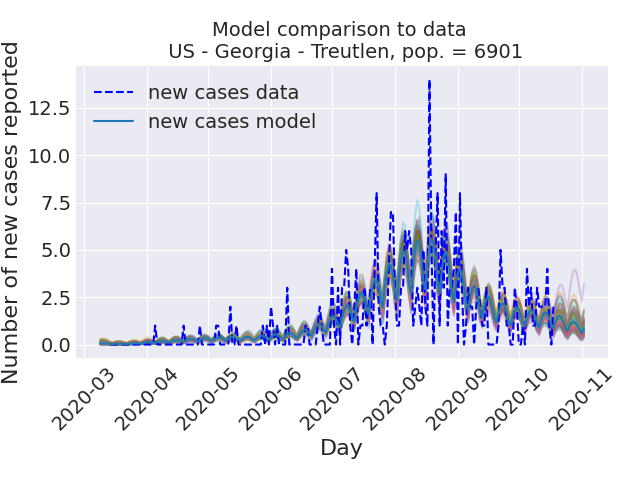 Model comparison to data
US - Georgia - Treutlen, pop. = 6901
Number of new cases reported
12.5
10.0
7.5
5.0
2.5
0.0
new cases data
new cases model
2020-03
2020-04
2020-05
2020-06
2020-07
2020-08
2020-09
2020-10
2020-11
Day